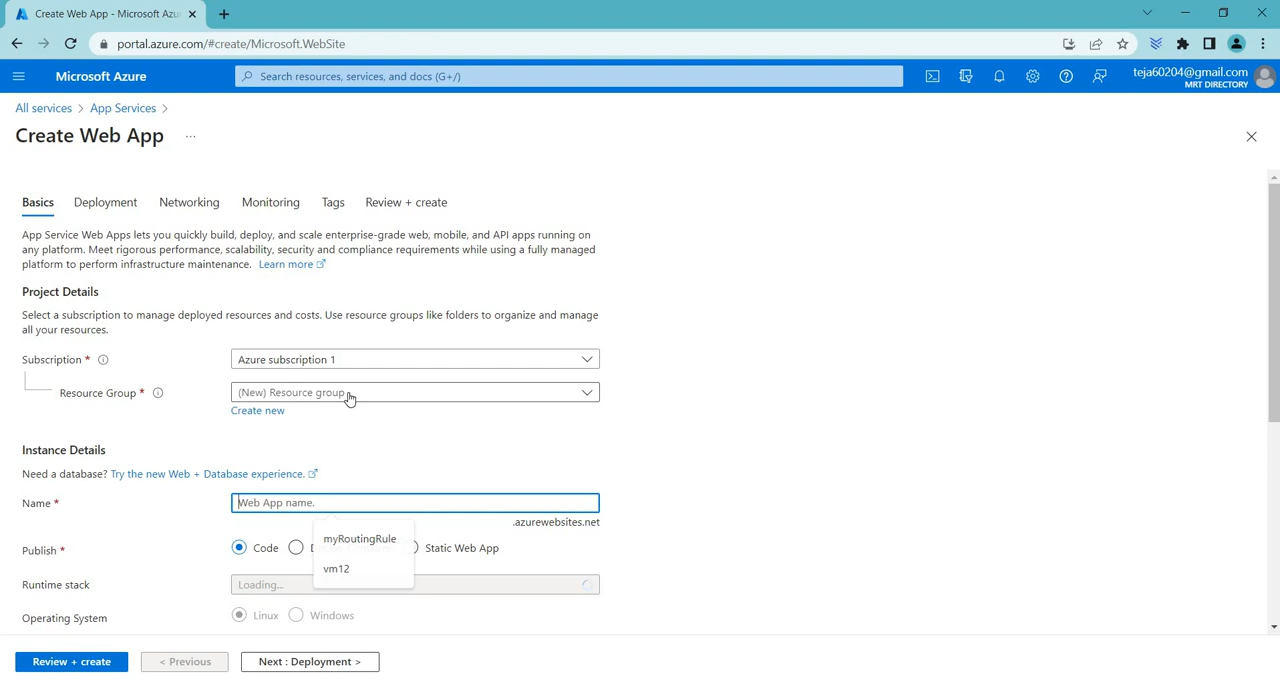 Create Web App - Microsoft Azu
portal.azure.com/#create/Microsoft.WebSite
Microsoft Azure
Search resources, services, and docs (G+/)
teja60204@gmail.com
MRT DIRECTORY
All services > App Services >
Create Web App ...
Basics Deployment Networking Monitoring Tags Review + create
App Service Web Apps lets you quickly build, deploy, and scale enterprise-grade web, mobile, and API apps running on
any platform. Meet rigorous performance, scalability, security and compliance requirements while using a fully managed
platform to perform infrastructure maintenance. Learn more
Project Details
Select a subscription to manage deployed resources and costs. Use resource groups like folders to organize and manage
all your resources.
Subscription * Azure subscription 1
Resource Group * (New) Resource group
Create new
Instance Details
Need a database? Try the new Web + Database experience.
Name * Web App name.
.azurewebsites.net
myRoutingRule
Publish * Code Static Web App
vm12
Runtime stack Loading...
Operating System Linux Windows
Review + create < Previous Next : Deployment >